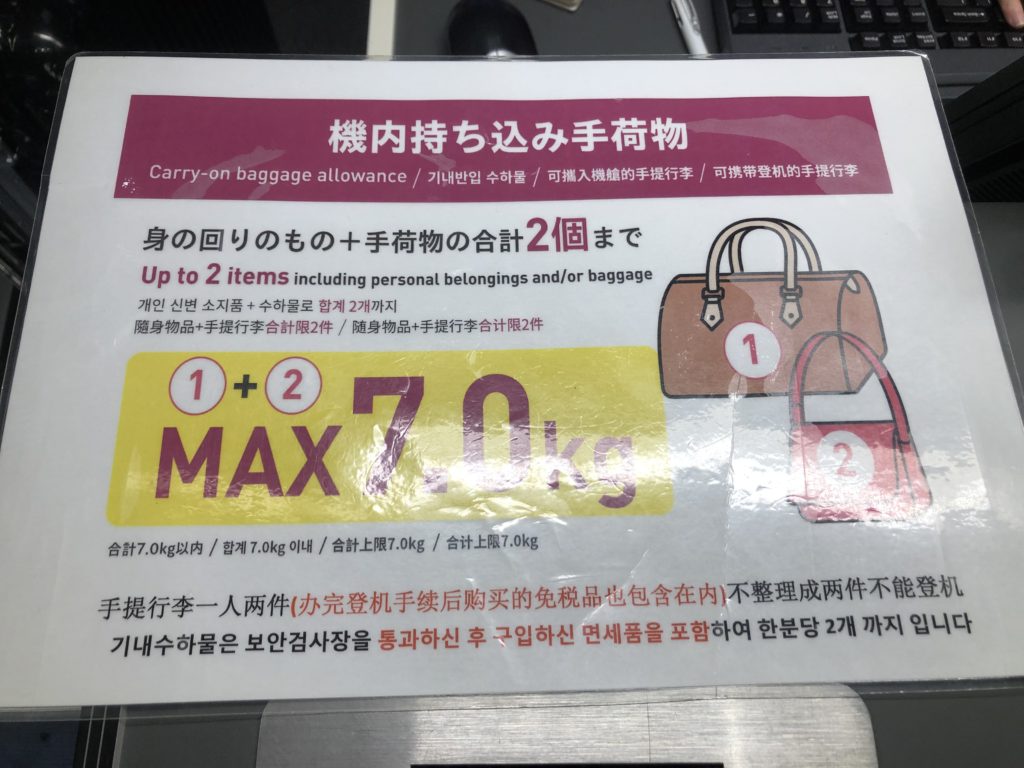 機内持ち込み手荷物
Carry-on baggage allowance / 기내반입 수하물 / 可攜入機艙的手提行李 / 可携带登机的手提行李
身の回りのもの＋手荷物の合計2個まで
Up to 2 items including personal belongings and/or baggage
개인 신변 소지품 + 수하물로 합계 2개까지
隨身物品+手提行李合計限2件 / 随身物品+手提行李合计限2件
1 + 2
MAX 7.0kg
1
2
合計7.0kg以内 / 합계 7.0kg 이내 / 合計上限7.0kg / 合计上限7.0kg
手提行李一人两件(办完登机手续后购买的免税品也包含在内)不整理成两件不能登机
기내수하물은 보안검사장을 통과하신 후 구입하신 면세품을 포함하여 한분당 2개 까지 입니다